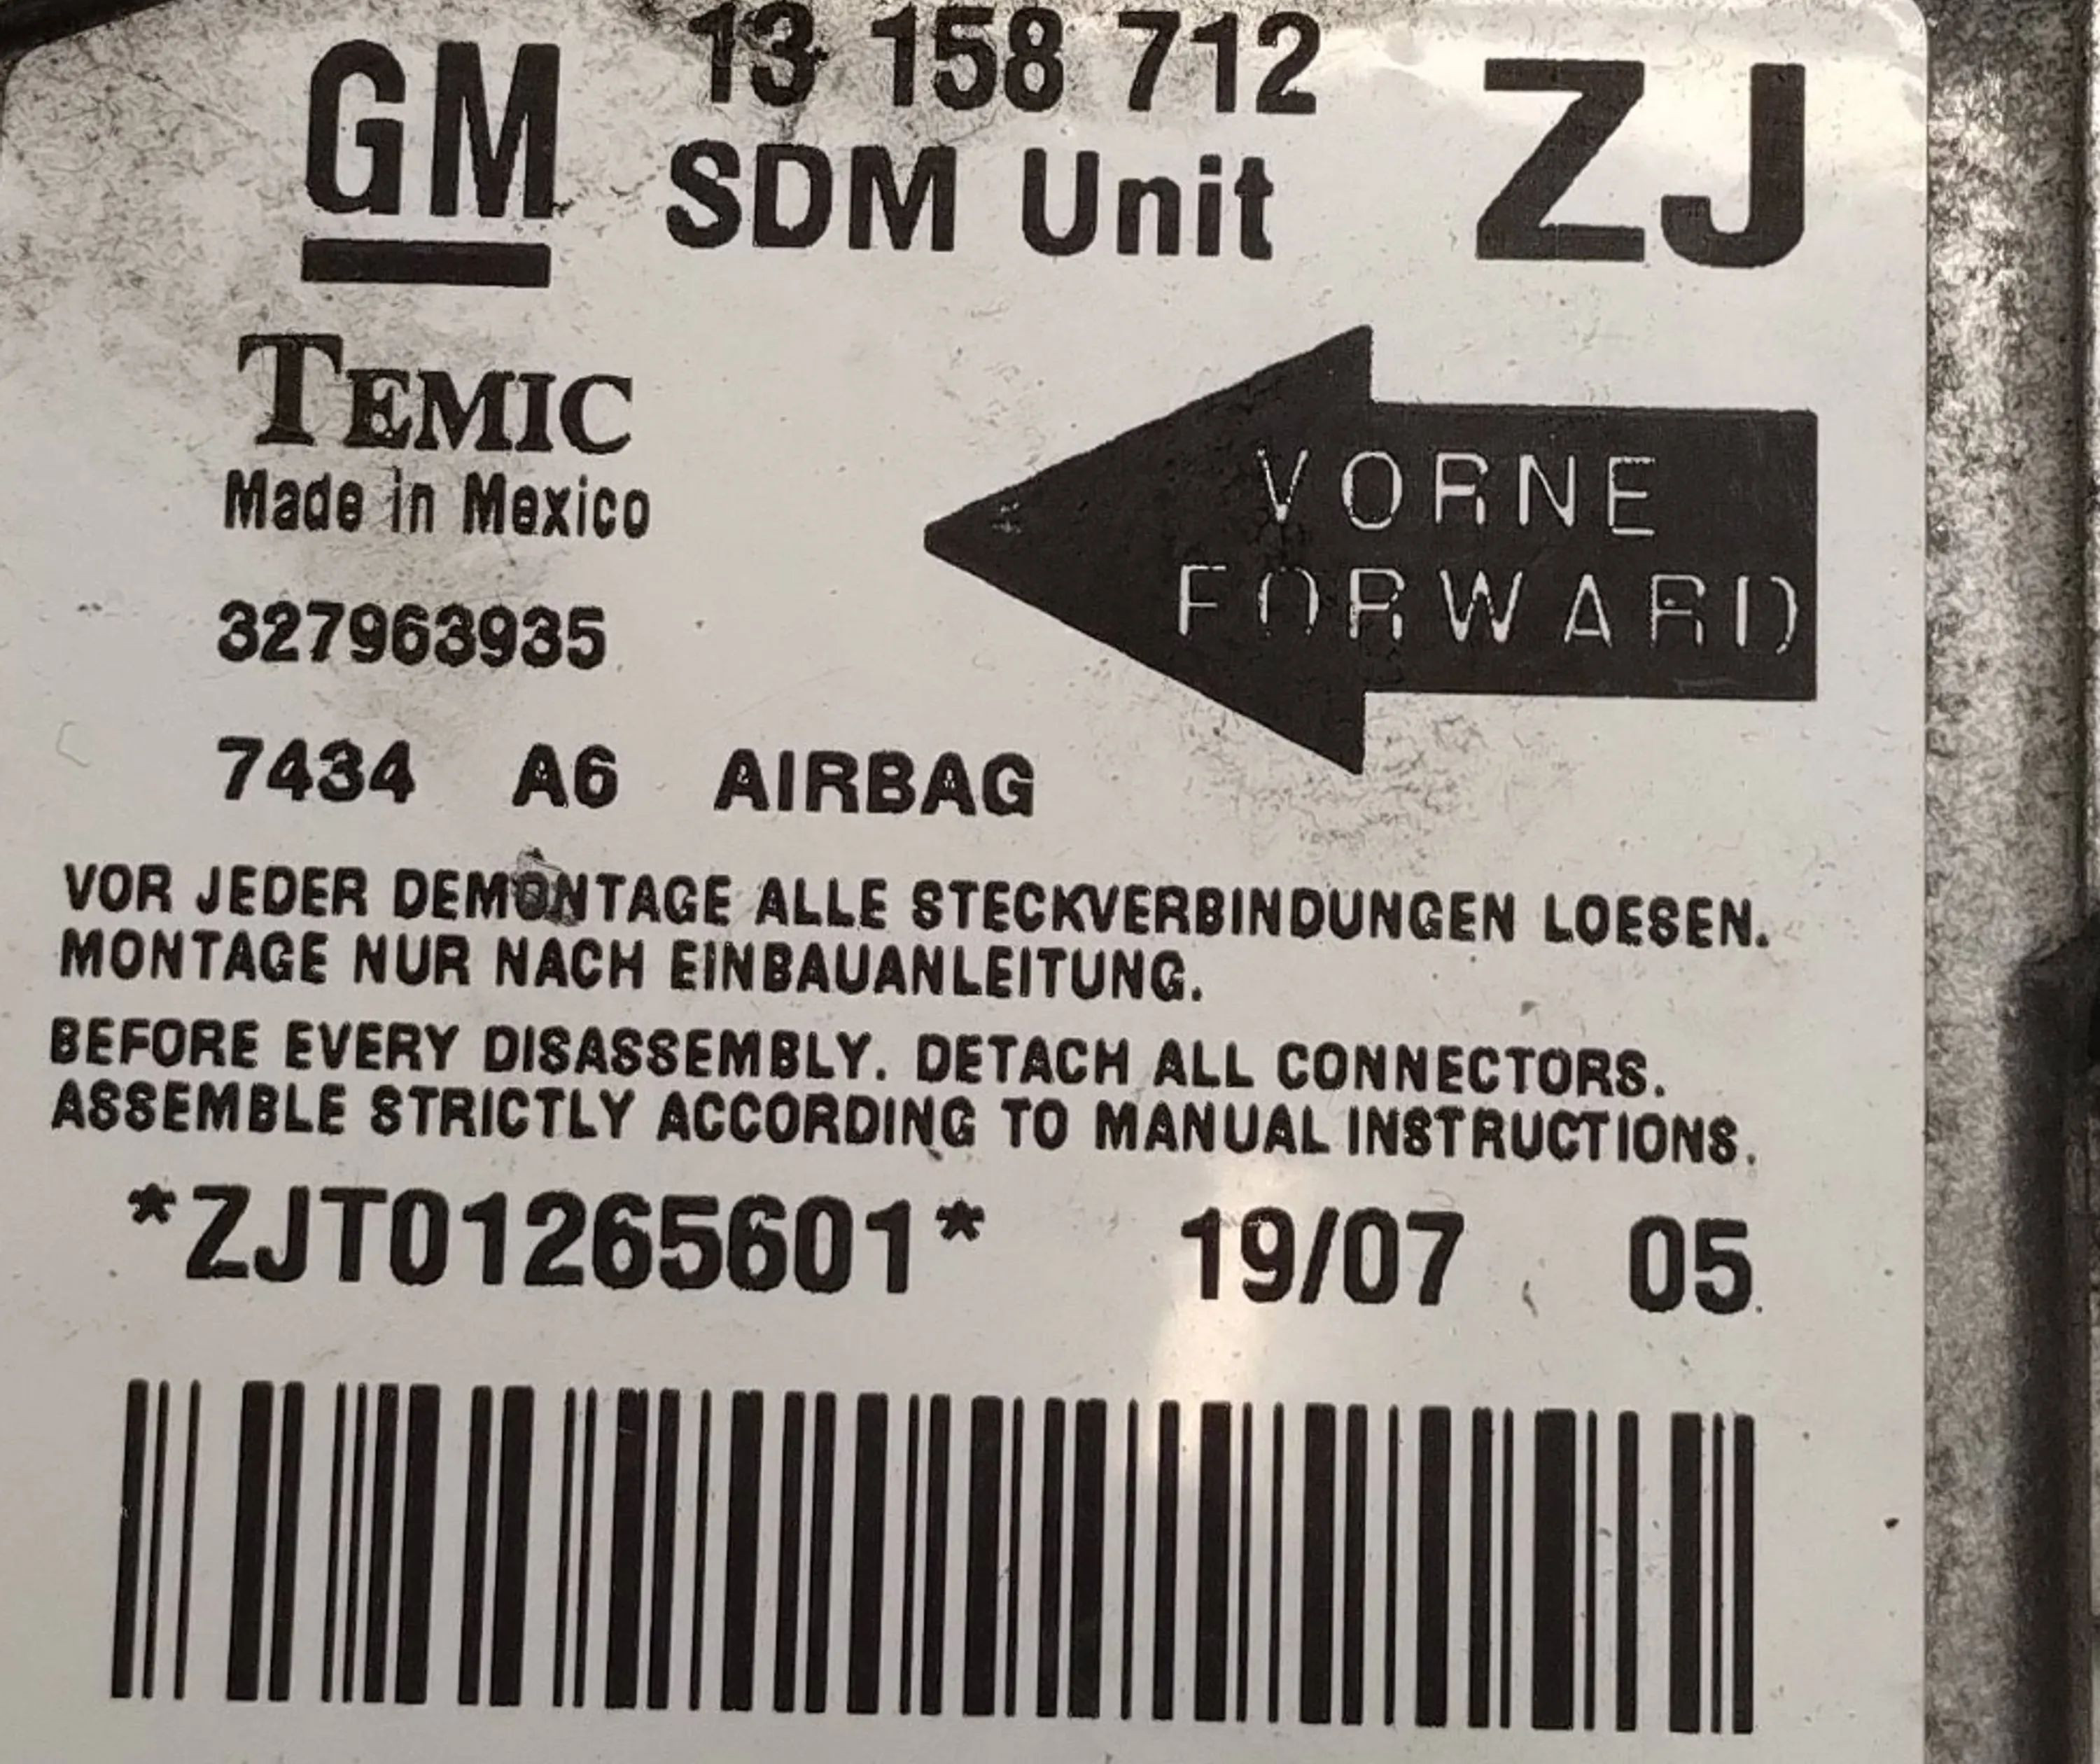 13 158 712
GM
SDM Unit
ZJ
TEMIC
Made in Mexico
VORNE
FORWARD
327963935
7434 A6 AIRBAG
VOR JEDER DEMONTAGE ALLE STECKVERBINDUNGEN LOESEN.
MONTAGE NUR NACH EINBAUANLEITUNG.
BEFORE EVERY DISASSEMBLY. DETACH ALL CONNECTORS.
ASSEMBLE STRICTLY ACCORDING TO MANUAL INSTRUCTIONS.
*ZJT01265601* 19/07 05